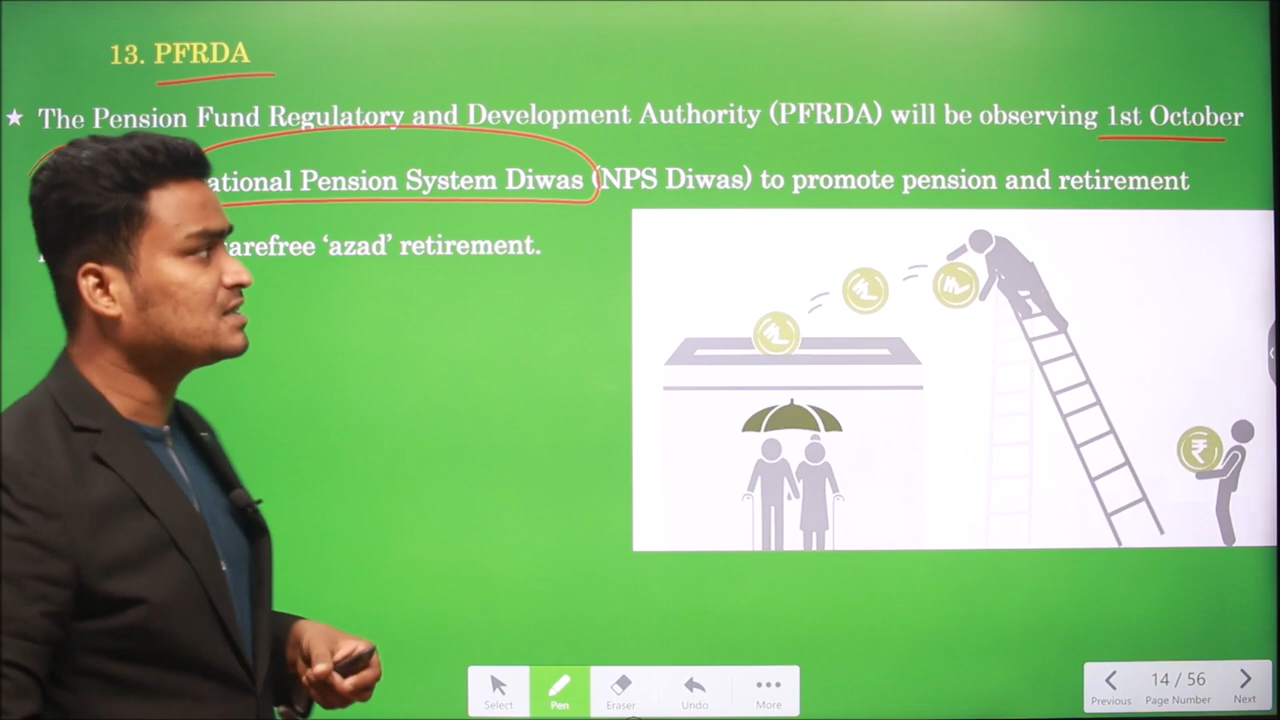 13. PFRDA
★ The Pension Fund Regulatory and Development Authority (PFRDA) will be observing 1st October
ational Pension System Diwas (NPS Diwas) to promote pension and retirement
arefree ‘azad’ retirement.
₹ ₹ ₹
₹
Select Pen Eraser Undo More
14 / 56
Previous Page Number Next